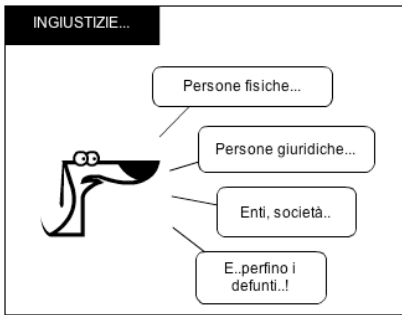 INGIUSTIZIE...
Persone fisiche...
Persone giuridiche...
Enti, società..
E..perfino i
defunti..!